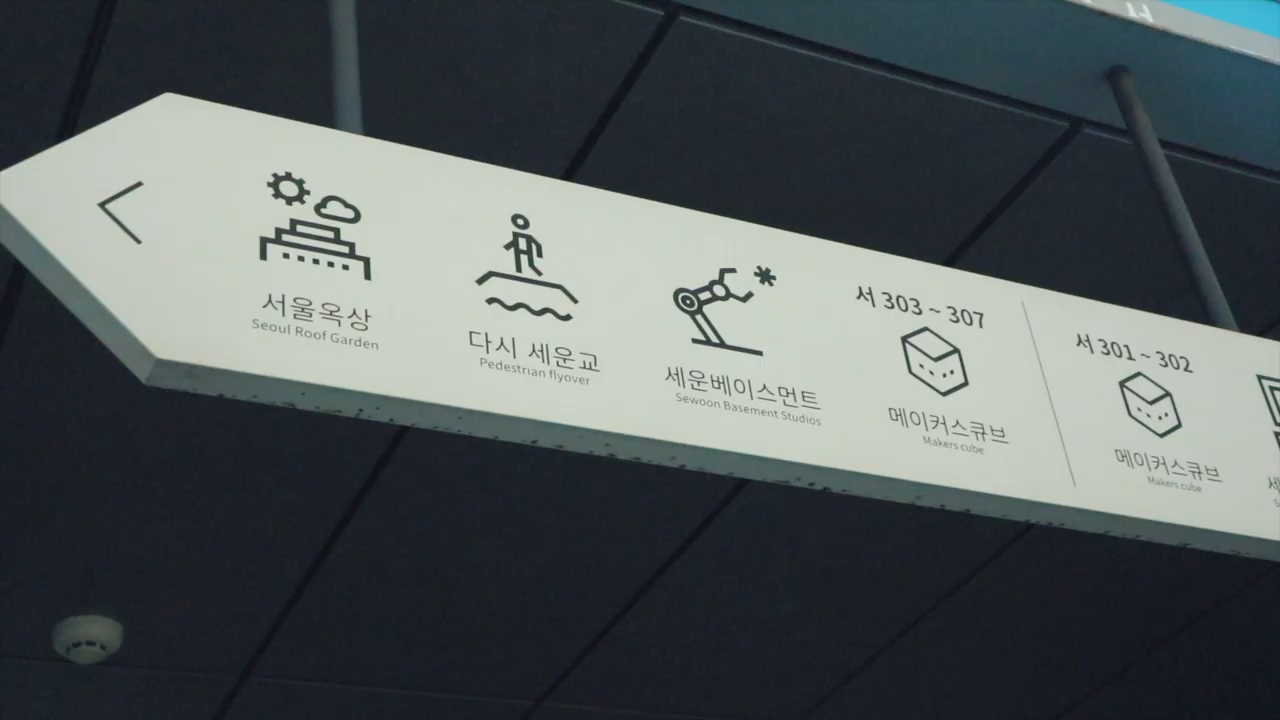 서울옥상
Seoul Roof Garden
다시 세운교
Pedestrian flyover
세운베이스먼트
Sewoon Basement Studios
서 303 ~ 307
메이커스큐브
Makers cube
서 301 ~ 302
메이커스큐브
Makers cube